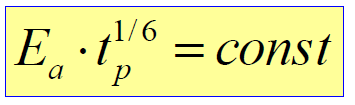 E_a · t_p^{1/6} = const